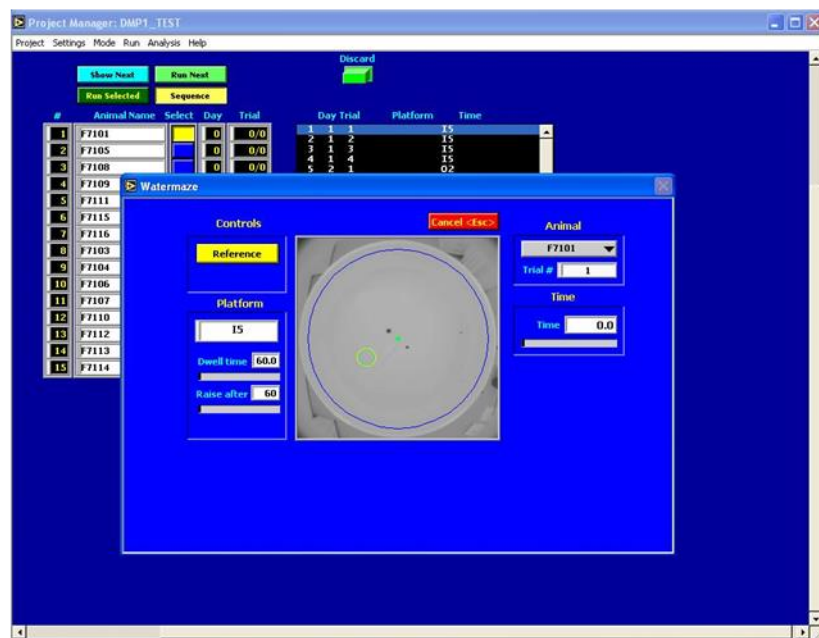 Project Manager: DMP1_TEST
Project Settings Mode Run Analysis Help
Discard
Show Next Run Next
Run Selected Sequence
# Animal Name Select Day Trial
1 F7101 0 0/0
2 F7105 0 0/0
3 F7108 0 0/0
4 F7109
5 F7111
6 F7115
7 F7116
8 F7103
9 F7104
10 F7106
11 F7107
12 F7110
13 F7112
14 F7113
15 F7114
Day Trial Platform Time
1 1 1 I5
2 1 2 I5
3 1 3 I5
4 1 4 I5
5 2 1 O2
Watermaze
Controls
Reference
Platform
I5
Dwell time 60.0
Raise after 60
Cancel <Esc>
Animal
F7101
Trial # 1
Time
Time 0.0